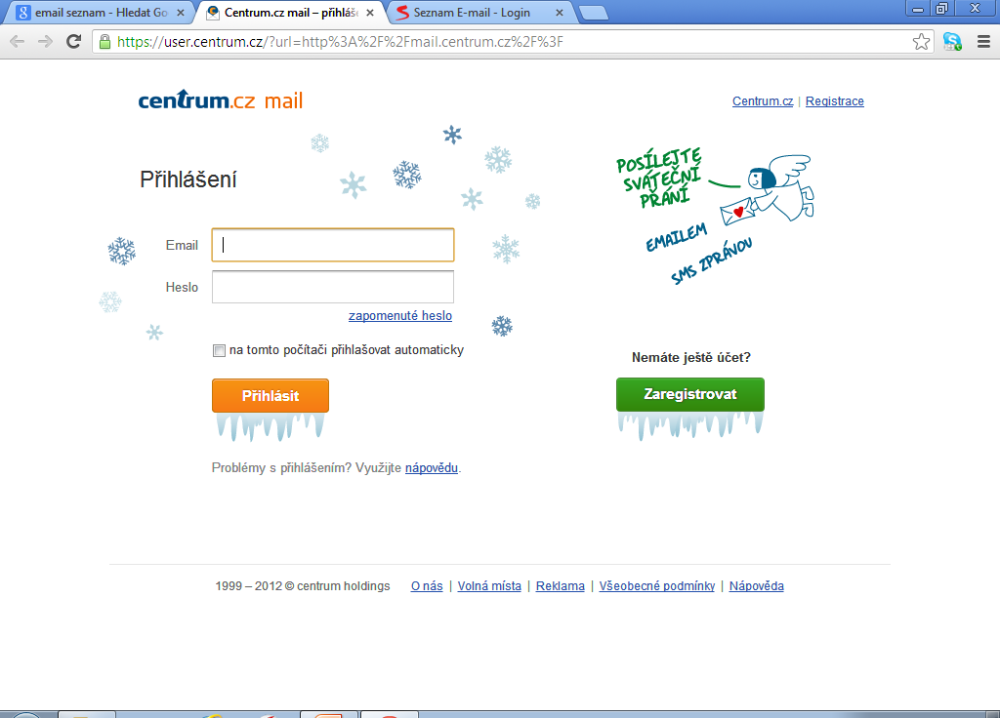 email seznam - Hledat Go
Centrum.cz mail – přihláš
Seznam E-mail - Login
https://user.centrum.cz/?url=http%3A%2F%2Fmail.centrum.cz%2F%3F
centrum.cz mail
Centrum.cz | Registrace
POSÍLEJTE
SVÁTEČNÍ
PŘÁNÍ
EMAILEM
SMS ZPRÁVOU
Přihlášení
Email
Heslo
zapomenuté heslo
na tomto počítači přihlašovat automaticky
Přihlásit
Nemáte ještě účet?
Zaregistrovat
Problémy s přihlášením? Využijte nápovědu.
1999 – 2012 © centrum holdings O nás | Volná místa | Reklama | Všeobecné podmínky | Nápověda